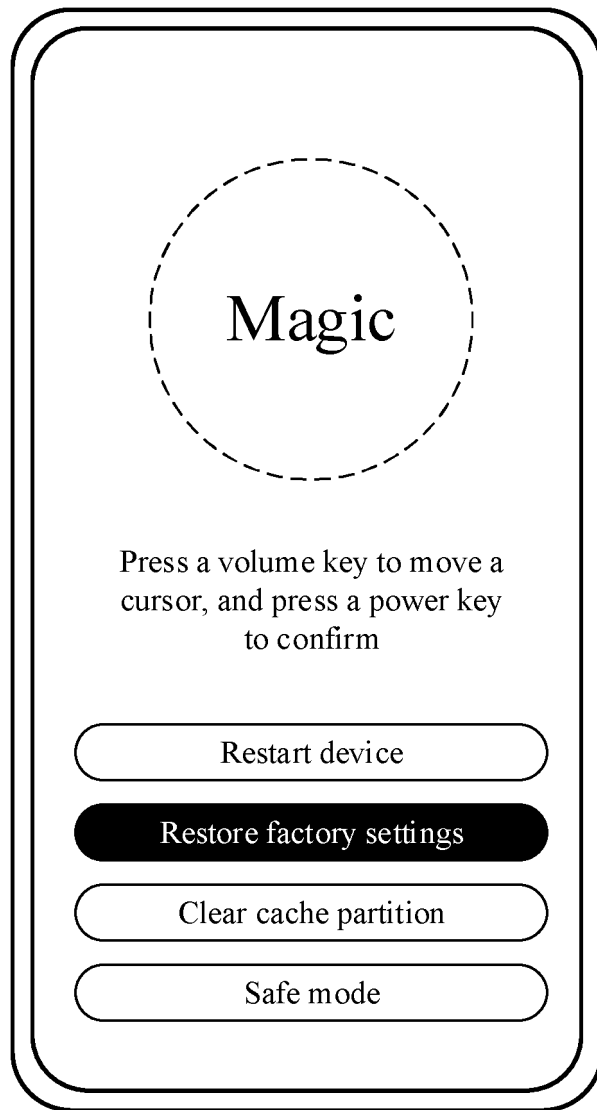 Magic
Press a volume key to move a
cursor, and press a power key
to confirm
Restart device
Restore factory settings
Clear cache partition
Safe mode